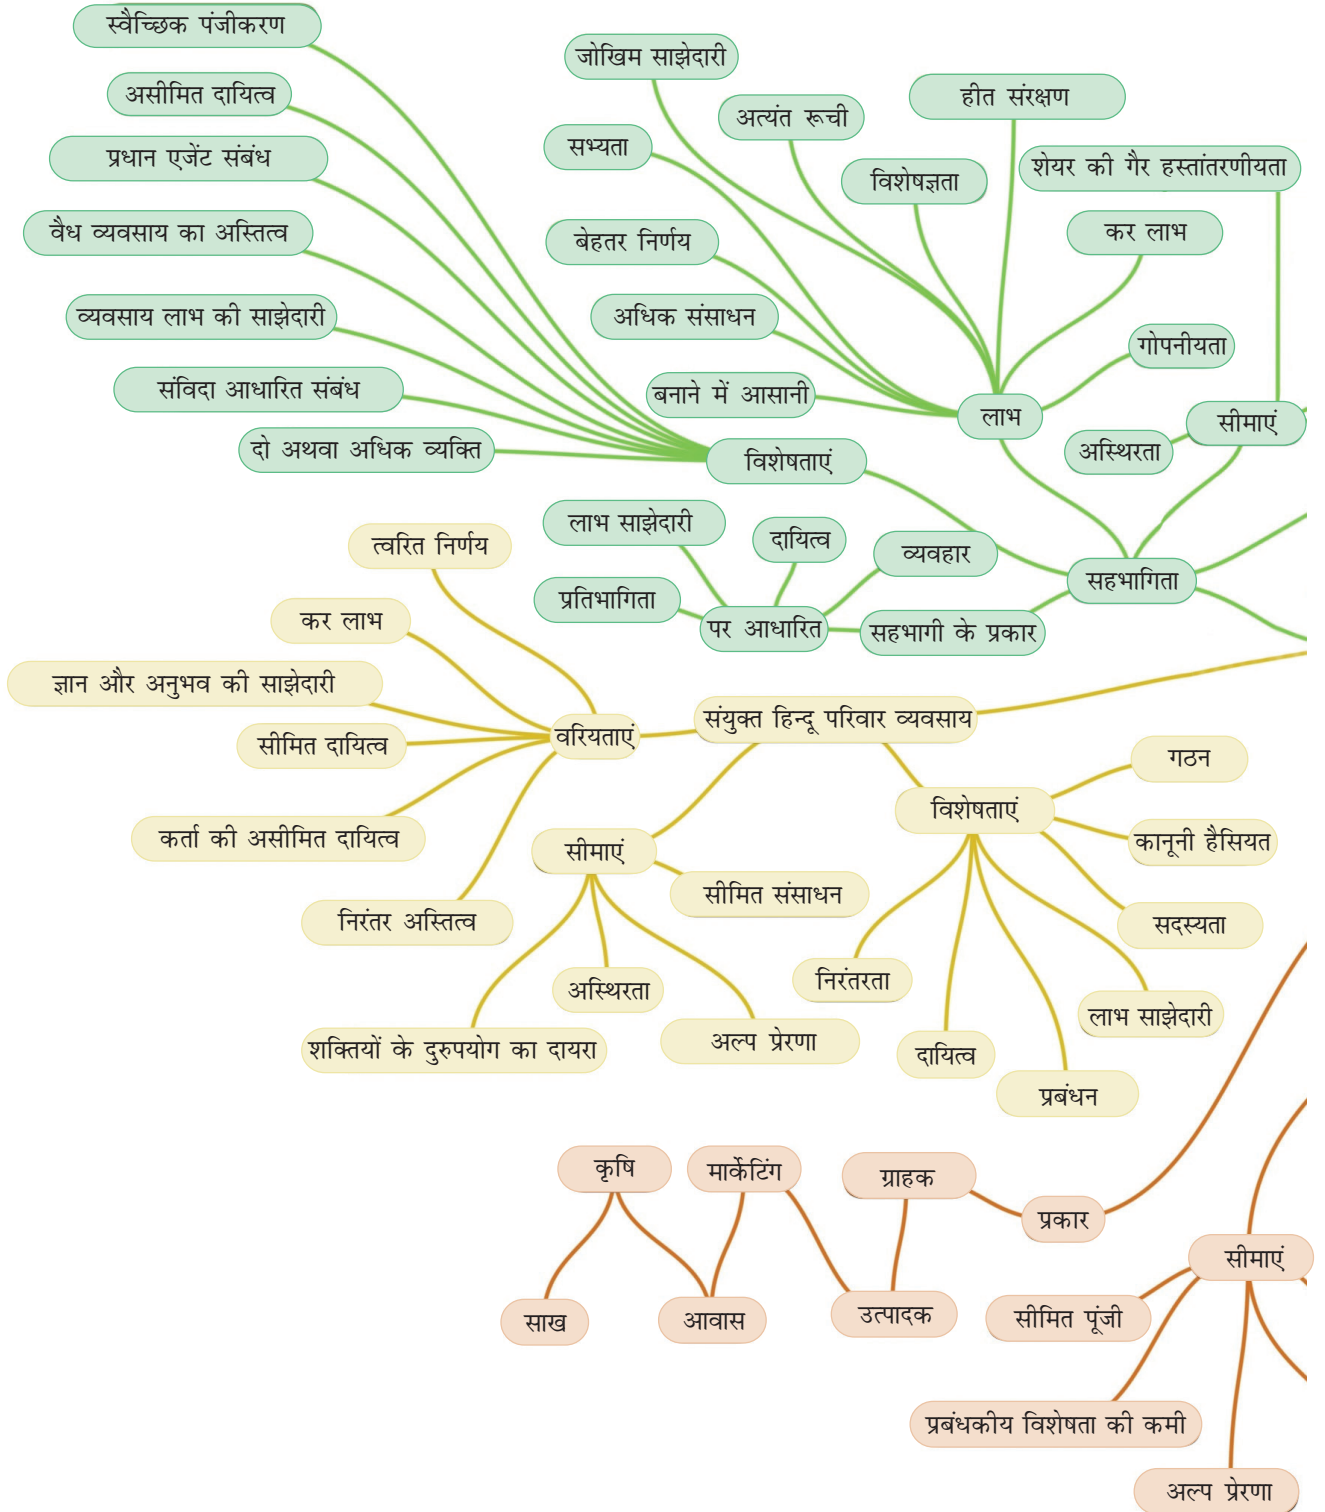 स्वैच्छिक पंजीकरण
असीमित दायित्व
प्रधान एजेंट संबंध
वैध व्यवसाय का अस्तित्व
व्यवसाय लाभ की साझेदारी
संविदा आधारित संबंध
दो अथवा अधिक व्यक्ति
विशेषताएं
जोखिम साझेदारी
अत्यंत रूची
हीत संरक्षण
सभ्यता
विशेषज्ञता
शेयर की गैर हस्तांतरणीयता
बेहतर निर्णय
कर लाभ
अधिक संसाधन
गोपनीयता
बनाने में आसानी
लाभ
सीमाएं
अस्थिरता
लाभ साझेदारी
दायित्व
व्यवहार
सहभागिता
प्रतिभागिता
पर आधारित
सहभागी के प्रकार
त्वरित निर्णय
कर लाभ
ज्ञान और अनुभव की साझेदारी
सीमित दायित्व
वरियताएं
संयुक्त हिन्दू परिवार व्यवसाय
कर्ता की असीमित दायित्व
निरंतर अस्तित्व
सीमाएं
सीमित संसाधन
अस्थिरता
शक्तियों के दुरुपयोग का दायरा
अल्प प्रेरणा
विशेषताएं
गठन
कानूनी हैसियत
सदस्यता
निरंतरता
लाभ साझेदारी
दायित्व
प्रबंधन
कृषि
मार्केटिंग
ग्राहक
प्रकार
साख
आवास
उत्पादक
सीमाएं
सीमित पूंजी
प्रबंधकीय विशेषता की कमी
अल्प प्रेरणा